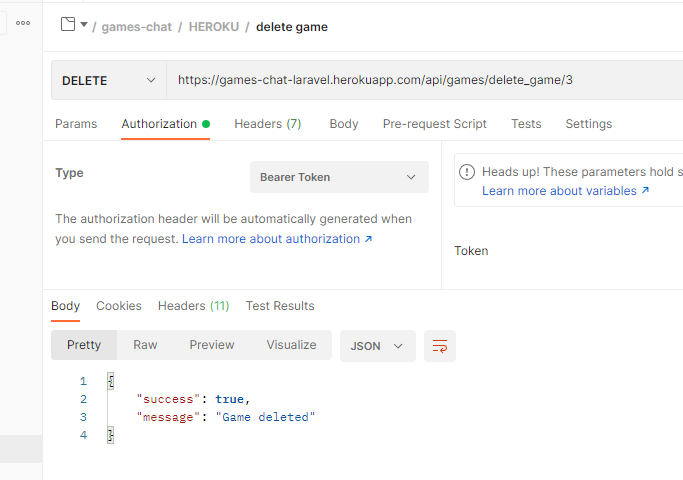 / games-chat / HEROKU / delete game
DELETE https://games-chat-laravel.herokuapp.com/api/games/delete_game/3
Params Authorization Headers (7) Body Pre-request Script Tests Settings
Type Bearer Token
The authorization header will be automatically generated when
you send the request. Learn more about authorization ↗
Heads up! These parameters hold s
Learn more about variables ↗
Token
Body Cookies Headers (11) Test Results
Pretty Raw Preview Visualize JSON
1 {
2 "success": true,
3 "message": "Game deleted"
4 }